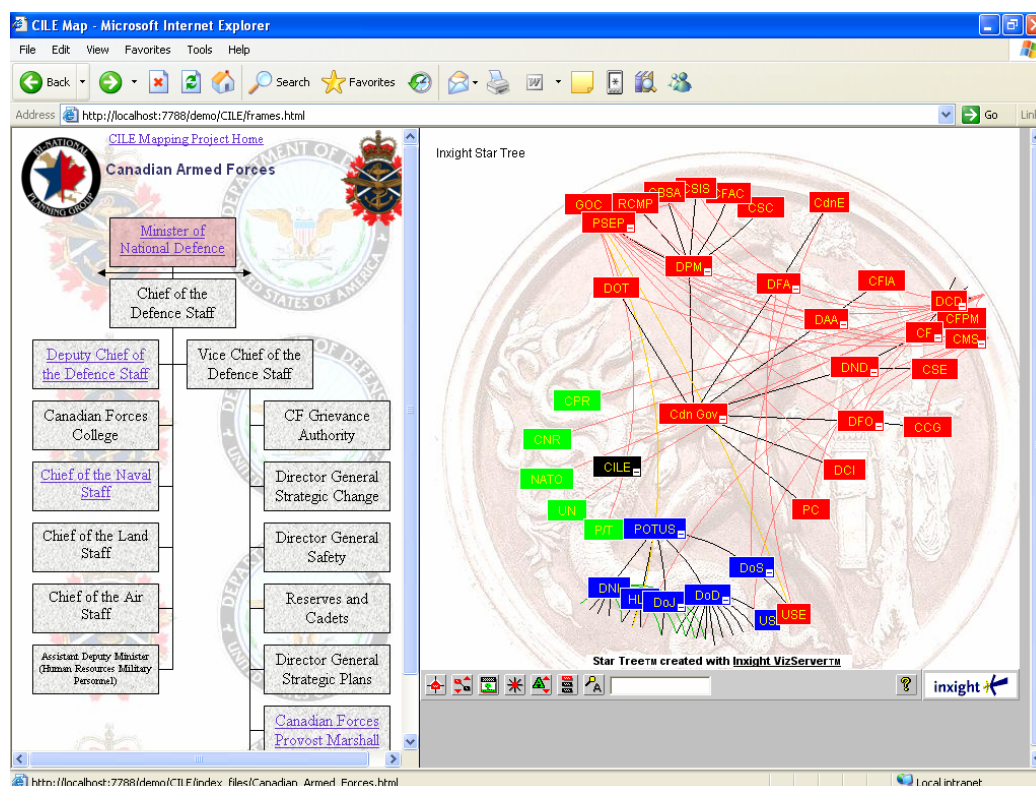 CILE Map - Microsoft Internet Explorer
File Edit View Favorites Tools Help
Back Search Favorites
Address http://localhost:7788/demo/CILE/frames.html Go
CILE Mapping Project Home
BI-NATIONAL
PLANNING GROUP
Canadian Armed Forces
Minister of
National Defence
Chief of the
Defence Staff
Deputy Chief of
the Defence Staff
Vice Chief of the
Defence Staff
Canadian Forces
College
CF Grievance
Authority
Chief of the Naval
Staff
Director General
Strategic Change
Chief of the Land
Staff
Director General
Safety
Chief of the Air
Staff
Reserves and
Cadets
Assistant Deputy Minister
(Human Resources Military
Personnel)
Director General
Strategic Plans
Canadian Forces
Provost Marshall
Inxight Star Tree
GOC RCMP CBSA CSIS CFAC CSC CdnE
PSEP
DPM
DOT
DFA
CFIA
DAA
DCD
CFPM
CF
CMS
DND
CSE
CPR
Cdn Gov
DFO
CCG
CNR
CILE
DCI
NATO
UN
PC
P/T
POTUS
DoS
DNI
DoJ
DoD
US
USE
Star Tree™ created with Inxight VizServer™
inxight
http://localhost:7788/demo/CILE/index_files/Canadian_Armed_Forces.html
Local intranet